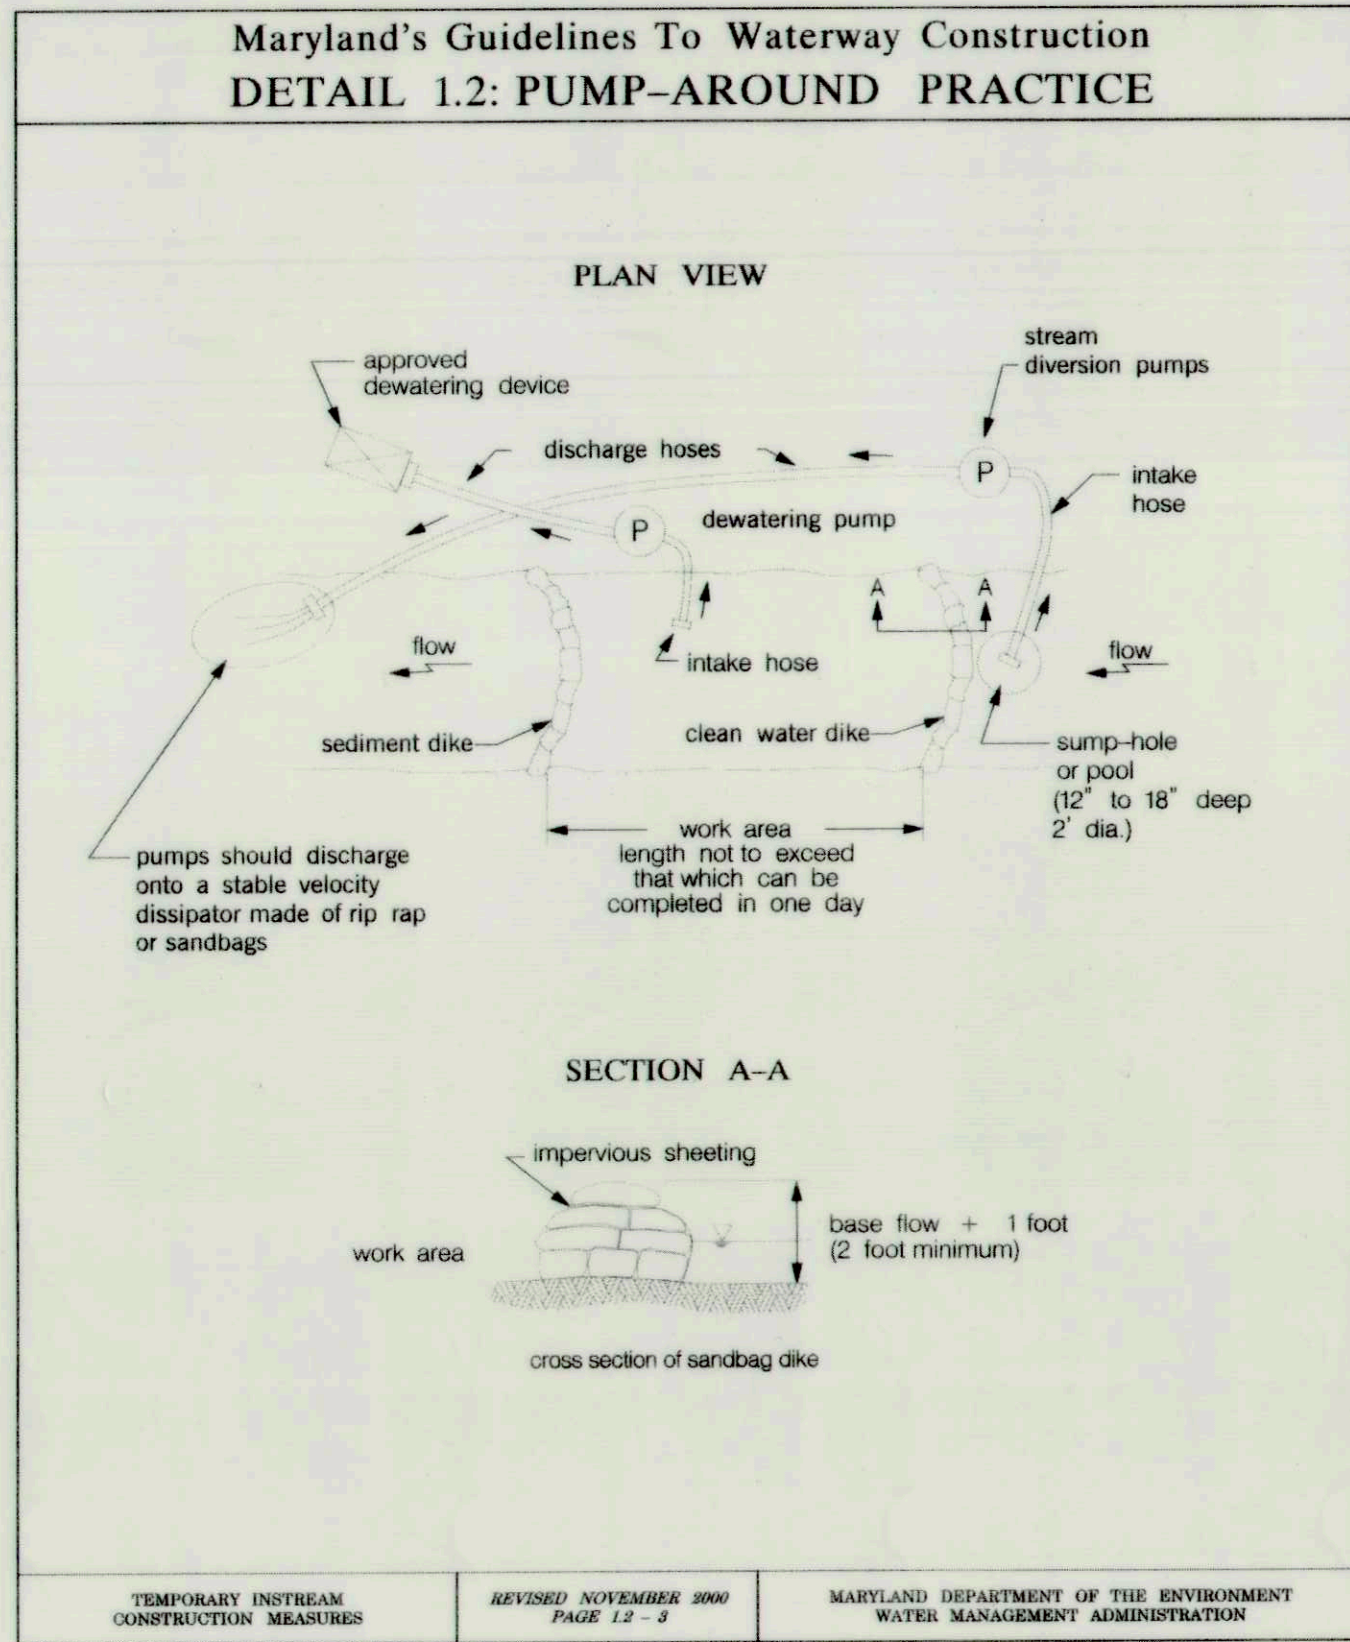 Maryland's Guidelines To Waterway Construction
DETAIL 1.2: PUMP-AROUND PRACTICE
PLAN VIEW
approved
dewatering device
stream
diversion pumps
discharge hoses
P
intake
hose
P
dewatering pump
A
A
flow
intake hose
flow
sediment dike
clean water dike
sump-hole
or pool
(12" to 18" deep
2' dia.)
work area
length not to exceed
that which can be
completed in one day
pumps should discharge
onto a stable velocity
dissipator made of rip rap
or sandbags
SECTION A-A
impervious sheeting
work area
base flow + 1 foot
(2 foot minimum)
cross section of sandbag dike
TEMPORARY INSTREAM
CONSTRUCTION MEASURES
REVISED NOVEMBER 2000
PAGE 1.2 - 3
MARYLAND DEPARTMENT OF THE ENVIRONMENT
WATER MANAGEMENT ADMINISTRATION